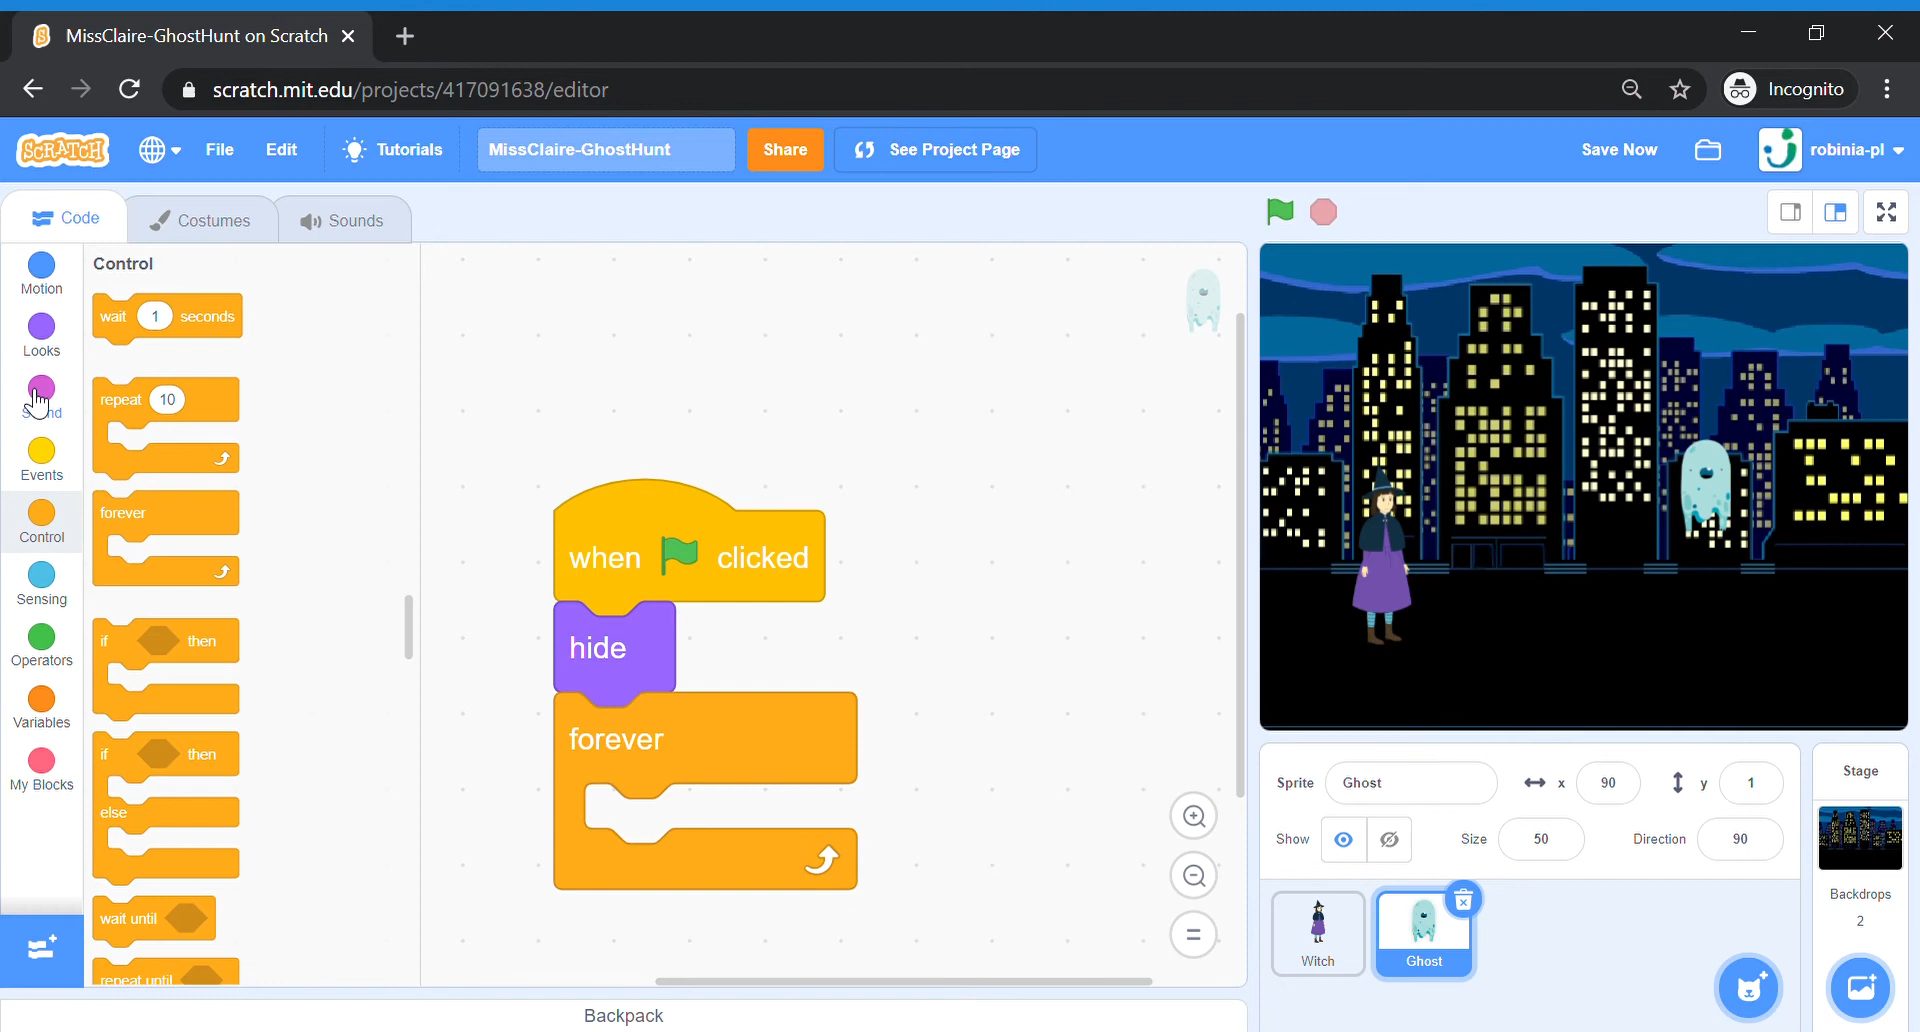 MissClaire-GhostHunt on Scratch
scratch.mit.edu/projects/417091638/editor
Incognito
SCRATCH
File
Edit
Tutorials
MissClaire-GhostHunt
Share
See Project Page
Save Now
robinia-pl
Code
Costumes
Sounds
Motion
Looks
Sound
Events
Control
Sensing
Operators
Variables
My Blocks
Control
wait 1 seconds
repeat 10
forever
if then
if then
else
wait until
repeat until
when clicked
hide
forever
Backpack
Sprite Ghost x 90 y 1
Show Size 50 Direction 90
Witch
Ghost
Stage
Backdrops
2